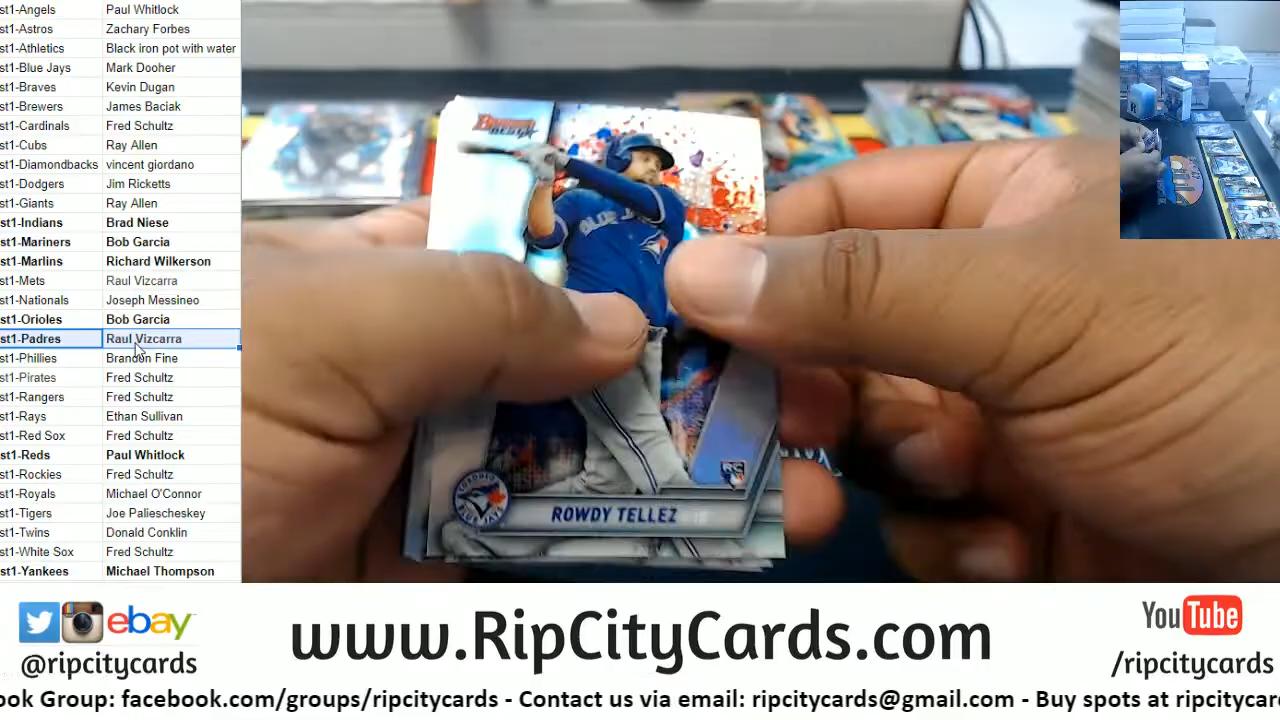 st1-Angels Paul Whitlock
st1-Astros Zachary Forbes
st1-Athletics Black iron pot with water
st1-Blue Jays Mark Dooher
st1-Braves Kevin Dugan
st1-Brewers James Baciak
st1-Cardinals Fred Schultz
st1-Cubs Ray Allen
st1-Diamondbacks vincent giordano
st1-Dodgers Jim Ricketts
st1-Giants Ray Allen
st1-Indians Brad Niese
st1-Mariners Bob Garcia
st1-Marlins Richard Wilkerson
st1-Mets Raul Vizcarra
st1-Nationals Joseph Messineo
st1-Orioles Bob Garcia
st1-Padres Raul Vizcarra
st1-Phillies Brandon Fine
st1-Pirates Fred Schultz
st1-Rangers Fred Schultz
st1-Rays Ethan Sullivan
st1-Red Sox Fred Schultz
st1-Reds Paul Whitlock
st1-Rockies Fred Schultz
st1-Royals Michael O'Connor
st1-Tigers Joe Paliescheskey
st1-Twins Donald Conklin
st1-White Sox Fred Schultz
st1-Yankees Michael Thompson
BLUE JAYS
RC
ROWDY TELLEZ
ebay
@ripcitycards
www.RipCityCards.com
YouTube
/ripcitycards
ook Group: facebook.com/groups/ripcitycards - Contact us via email: ripcitycards@gmail.com - Buy spots at ripcitycar